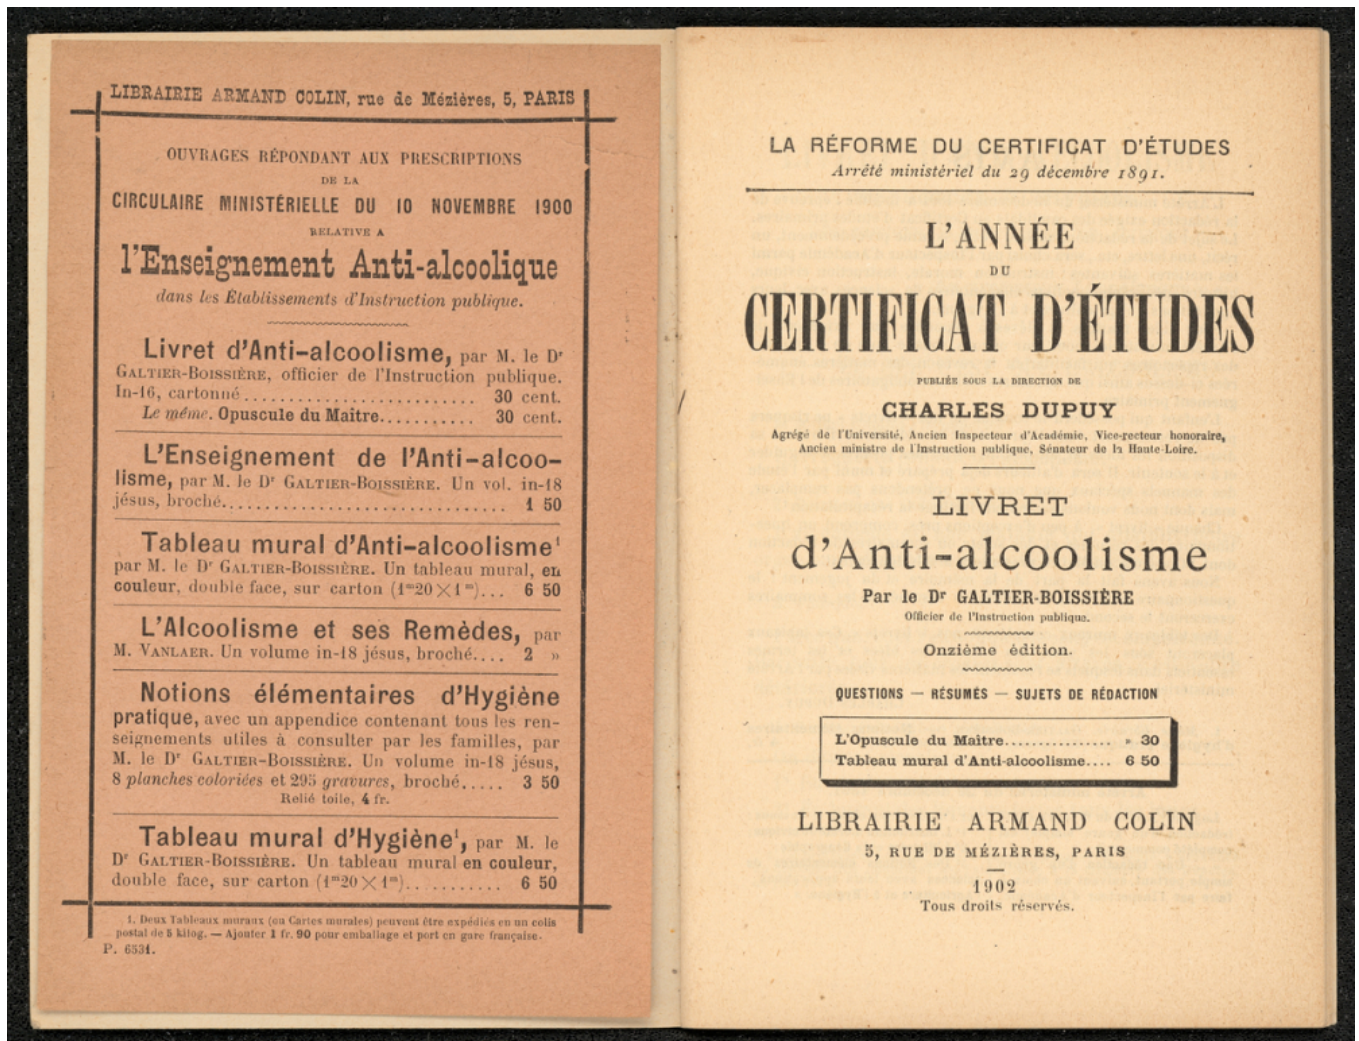 LIBRAIRIE ARMAND COLIN, rue de Mézières, 5, PARIS
OUVRAGES RÉPONDANT AUX PRESCRIPTIONS
DE LA
CIRCULAIRE MINISTÉRIELLE DU 10 NOVEMBRE 1900
RELATIVE A
l'Enseignement Anti-alcoolique
dans les Établissements d'Instruction publique.
Livret d'Anti-alcoolisme, par M. le Dr
GALTIER-BOISSIÈRE, officier de l'Instruction publique.
In-16, cartonné.......................... 30 cent.
Le même. Opuscule du Maître........... 30 cent.
L'Enseignement de l'Anti-alcoo-
lisme, par M. le Dr GALTIER-BOISSIÈRE. Un vol. in-18
jésus, broché.............................. 1 50
Tableau mural d'Anti-alcoolisme1
par M. le Dr GALTIER-BOISSIÈRE. Un tableau mural, en
couleur, double face, sur carton (1m20×1m)... 6 50
L'Alcoolisme et ses Remèdes, par
M. VANLAER. Un volume in-18 jésus, broché.... 2 »
Notions élémentaires d'Hygiène
pratique, avec un appendice contenant tous les ren-
seignements utiles à consulter par les familles, par
M. le Dr GALTIER-BOISSIÈRE. Un volume in-18 jésus,
8 planches coloriées et 295 gravures, broché..... 3 50
Relié toile, 4 fr.
Tableau mural d'Hygiène1, par M. le
Dr GALTIER-BOISSIÈRE. Un tableau mural en couleur,
double face, sur carton (1m20×1m)........... 6 50
1. Deux Tableaux muraux (ou Cartes murales) peuvent être expédiés en un colis
postal de 5 kilog. — Ajouter 1 fr. 90 pour emballage et port en gare française.
P. 6531.
LA RÉFORME DU CERTIFICAT D'ÉTUDES
Arrêté ministériel du 29 décembre 1891.
L'ANNÉE
DU
CERTIFICAT D'ÉTUDES
PUBLIÉE SOUS LA DIRECTION DE
CHARLES DUPUY
Agrégé de l'Université, Ancien Inspecteur d'Académie, Vice-recteur honoraire,
Ancien ministre de l'Instruction publique, Sénateur de la Haute-Loire.
LIVRET
d'Anti-alcoolisme
Par le Dr GALTIER-BOISSIÈRE
Officier de l'Instruction publique.
Onzième édition.
QUESTIONS — RÉSUMÉS — SUJETS DE RÉDACTION
L'Opuscule du Maître................ » 30
Tableau mural d'Anti-alcoolisme.... 6 50
LIBRAIRIE ARMAND COLIN
5, RUE DE MÉZIÈRES, PARIS
1902
Tous droits réservés.